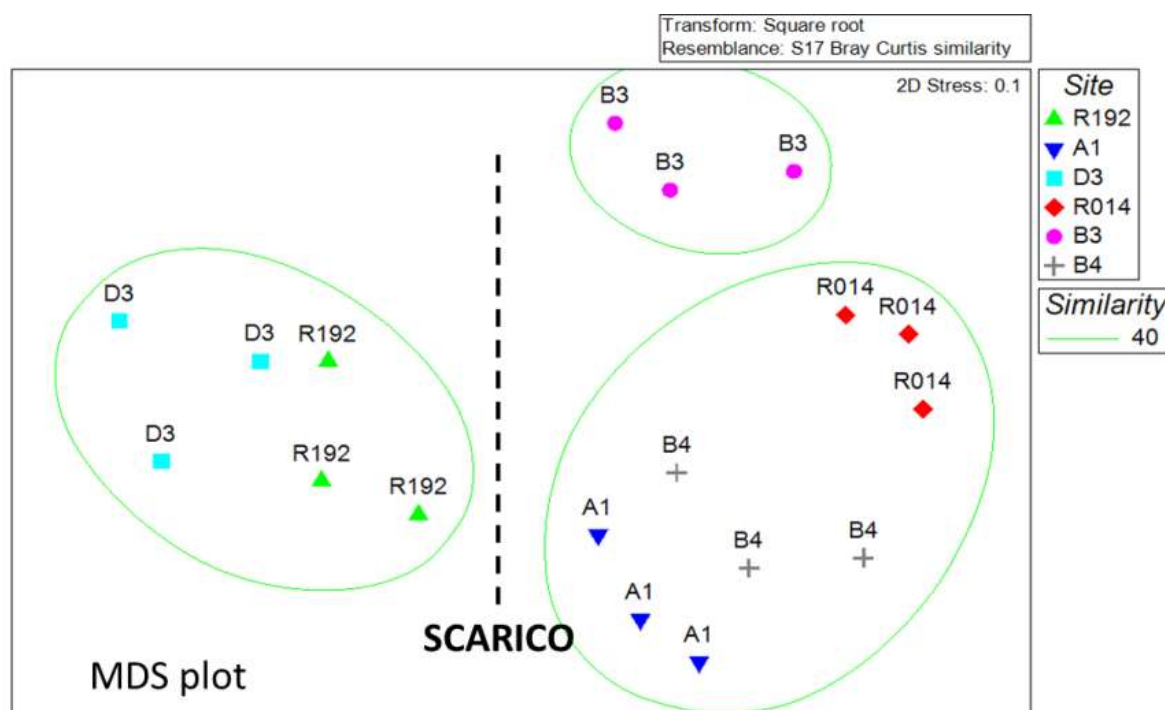 Transform: Square root
Resemblance: S17 Bray Curtis similarity
2D Stress: 0.1
B3
B3
B3
D3
D3
R192
D3
R192
R192
R014
R014
R014
B4
A1
B4
B4
A1
A1
SCARICO
MDS plot
Site
R192
A1
D3
R014
B3
B4
Similarity
40